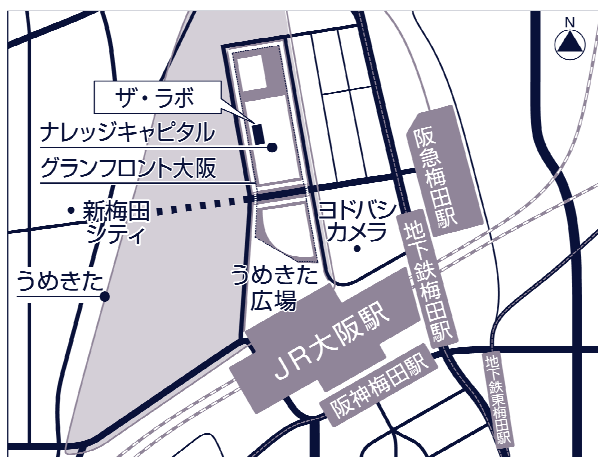 N
ザ・ラボ
ナレッジキャピタル
グランフロント大阪
阪急梅田駅
新梅田
シティ
ヨドバシ
カメラ
地下鉄梅田駅
うめきた
うめきた
広場
JR大阪駅
阪神梅田駅
地下鉄東梅田駅